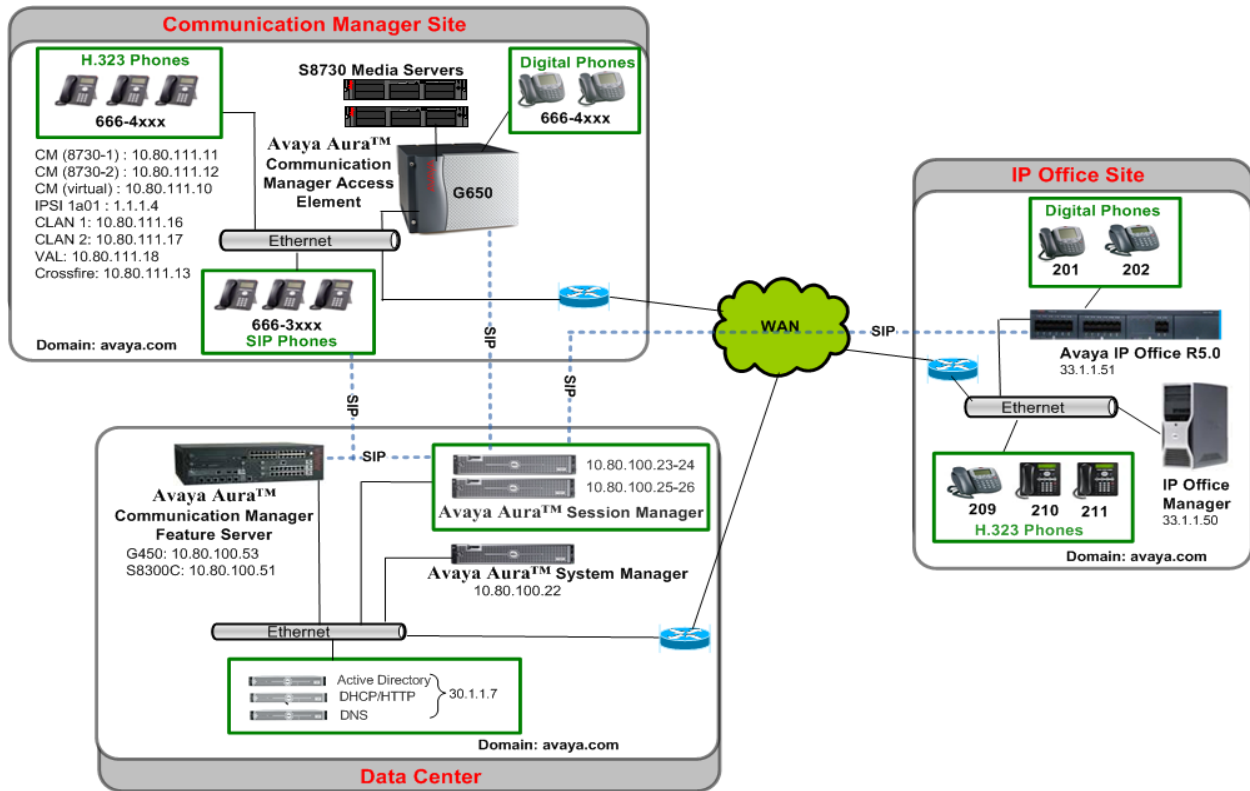 Communication Manager Site
H.323 Phones
666-4xxx
S8730 Media Servers
Digital Phones
666-4xxx
Avaya Aura™
Communication
Manager Access
Element
G650
CM (8730-1) : 10.80.111.11
CM (8730-2) : 10.80.111.12
CM (virtual) : 10.80.111.10
IPSI 1a01 : 1.1.1.4
CLAN 1: 10.80.111.16
CLAN 2: 10.80.111.17
VAL: 10.80.111.18
Crossfire: 10.80.111.13
Ethernet
666-3xxx
SIP Phones
Domain: avaya.com
SIP
SIP
SIP
WAN
SIP
IP Office Site
Digital Phones
201
202
Avaya IP Office R5.0
33.1.1.51
Ethernet
209
210
211
H.323 Phones
IP Office
Manager
33.1.1.50
Domain: avaya.com
SIP
Avaya Aura™
Communication Manager
Feature Server
G450: 10.80.100.53
S8300C: 10.80.100.51
10.80.100.23-24
10.80.100.25-26
Avaya Aura™ Session Manager
Avaya Aura™ System Manager
10.80.100.22
Ethernet
Active Directory
DHCP/HTTP
DNS
30.1.1.7
Domain: avaya.com
Data Center